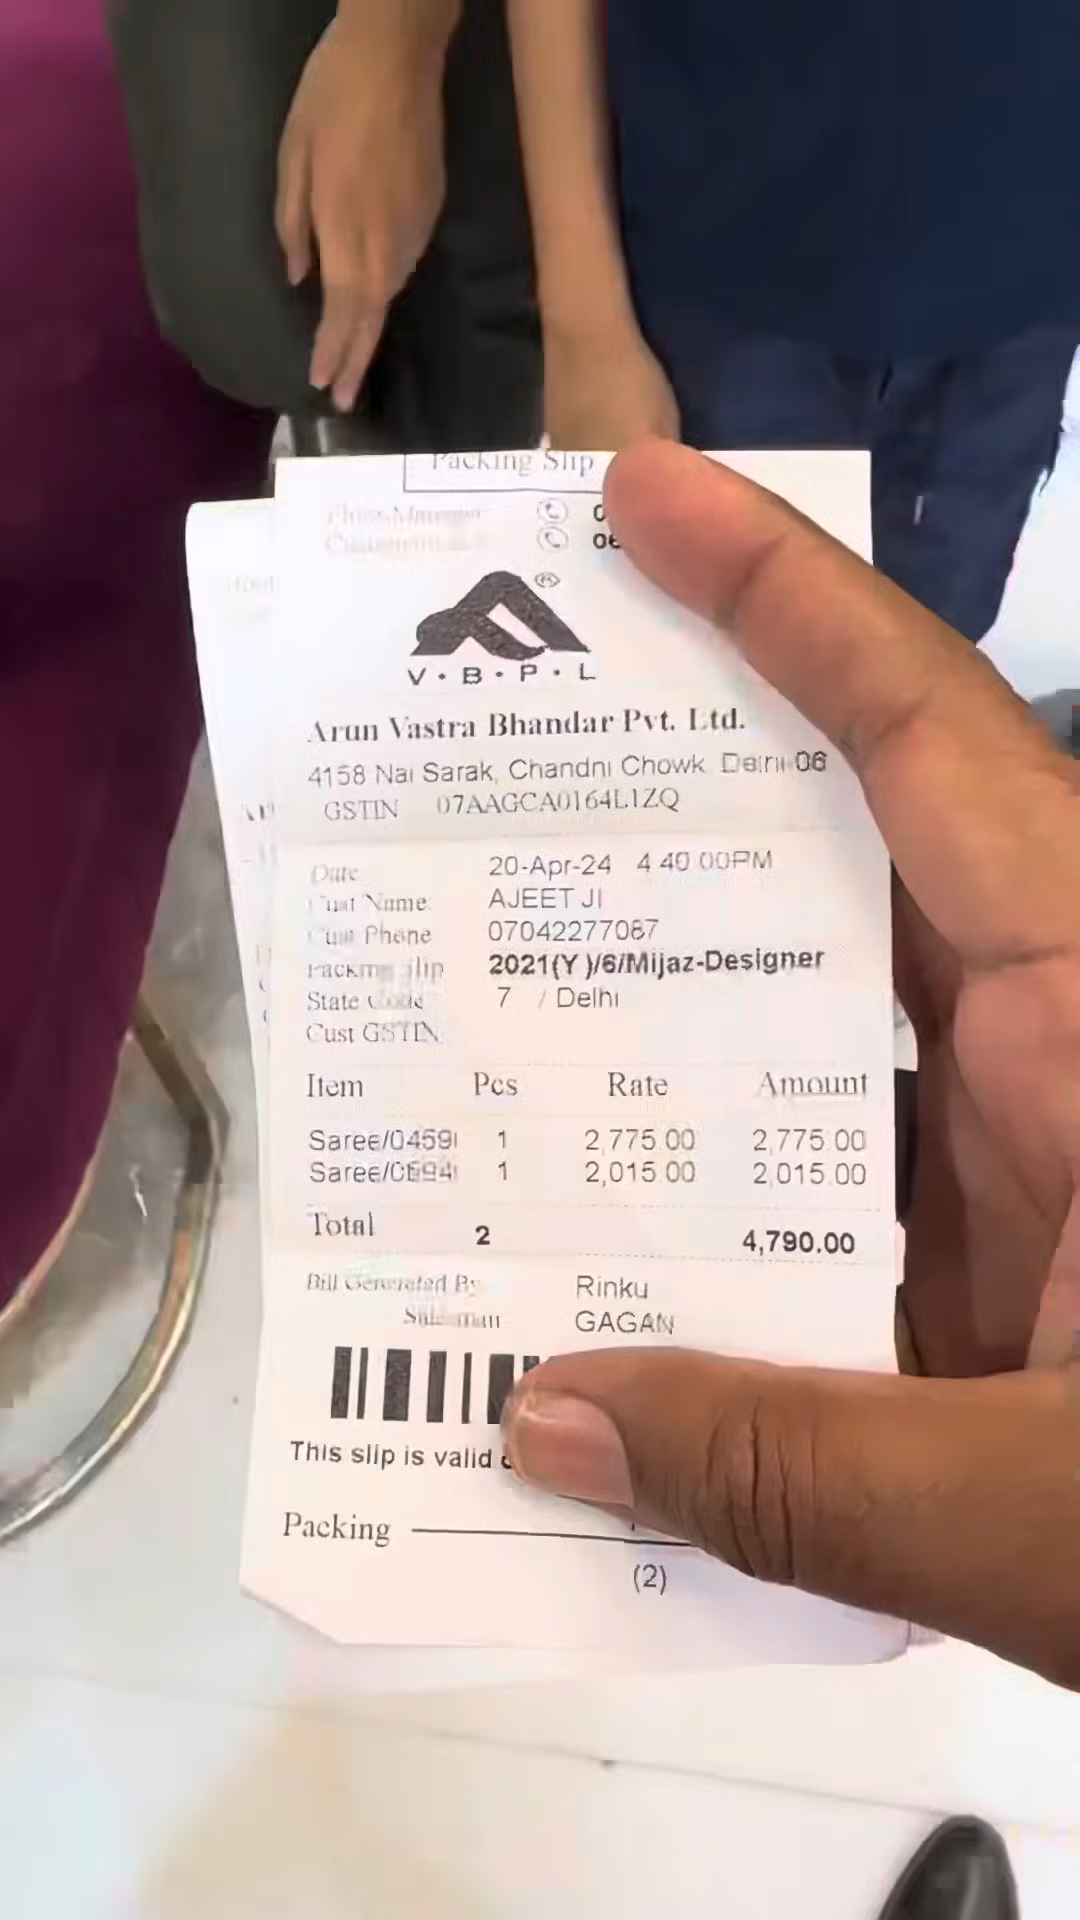 Packing Slip
V · B · P · L
Arun Vastra Bhandar Pvt. Ltd.
4158 Nai Sarak, Chandni Chowk Delhi-06
GSTIN 07AAGCA0164L1ZQ
Date 20-Apr-24 4 40 00PM
Cust Name AJEET JI
Cust Phone 07042277087
Packing Slip 2021(Y )/6/Mijaz-Designer
State Code 7 / Delhi
Cust GSTIN
Item Pcs Rate Amount
Saree/0459 1 2,775 00 2,775 00
Saree/ 1 2,015 00 2,015 00
Total 2 4,790.00
Bill Generated By Rinku
Salesman GAGAN
This slip is valid
Packing
(2)